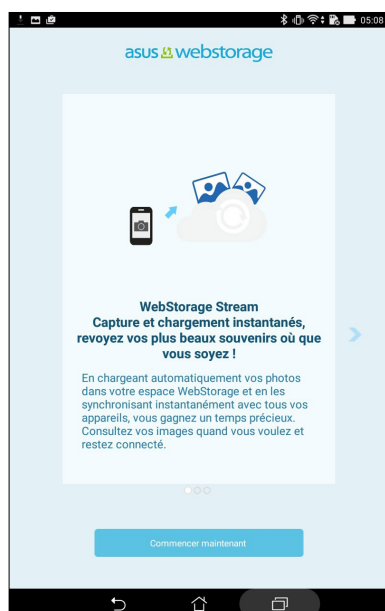 05:08
asus webstorage
WebStorage Stream
Capture et chargement instantanés,
revoyez vos plus beaux souvenirs où que
vous soyez !
En chargeant automatiquement vos photos
dans votre espace WebStorage et en les
synchronisant instantanément avec tous vos
appareils, vous gagnez un temps précieux.
Consultez vos images quand vous voulez et
restez connecté.
Commencer maintenant